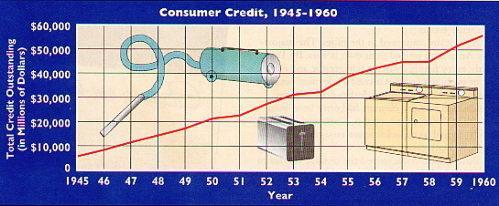 Consumer Credit, 1945-1960
Total Credit Outstanding
(in Millions of Dollars)
$60,000
$50,000
$40,000
$30,000
$20,000
$10,000
0
1945 46 47 48 49 50 51 52 53 54 55 56 57 58 59 1960
Year